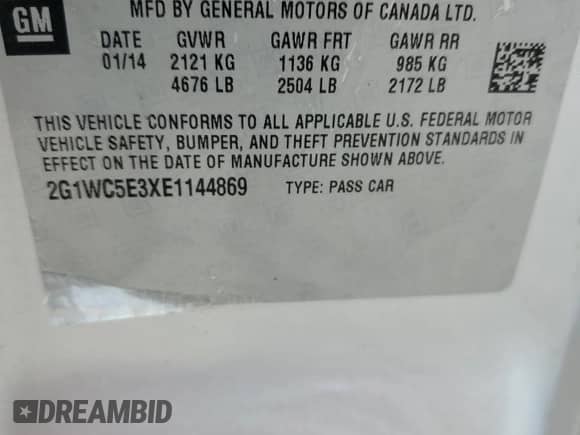 GM
MFD BY GENERAL MOTORS OF CANADA LTD.
DATE GVWR GAWR FRT GAWR RR
01/14 2121 KG 1136 KG 985 KG
4676 LB 2504 LB 2172 LB
THIS VEHICLE CONFORMS TO ALL APPLICABLE U.S. FEDERAL MOTOR
VEHICLE SAFETY, BUMPER, AND THEFT PREVENTION STANDARDS IN
EFFECT ON THE DATE OF MANUFACTURE SHOWN ABOVE.
2G1WC5E3XE1144869 TYPE: PASS CAR
DREAMBID